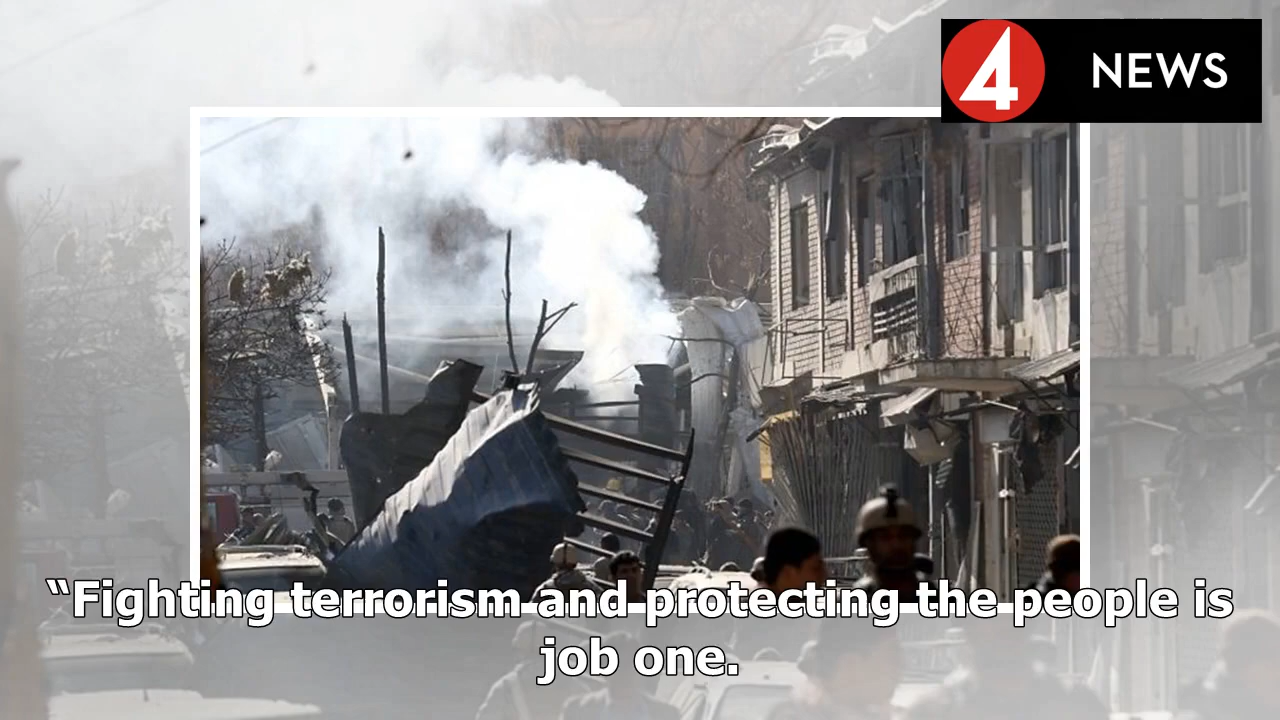 4 NEWS
“Fighting terrorism and protecting the people is
job one.